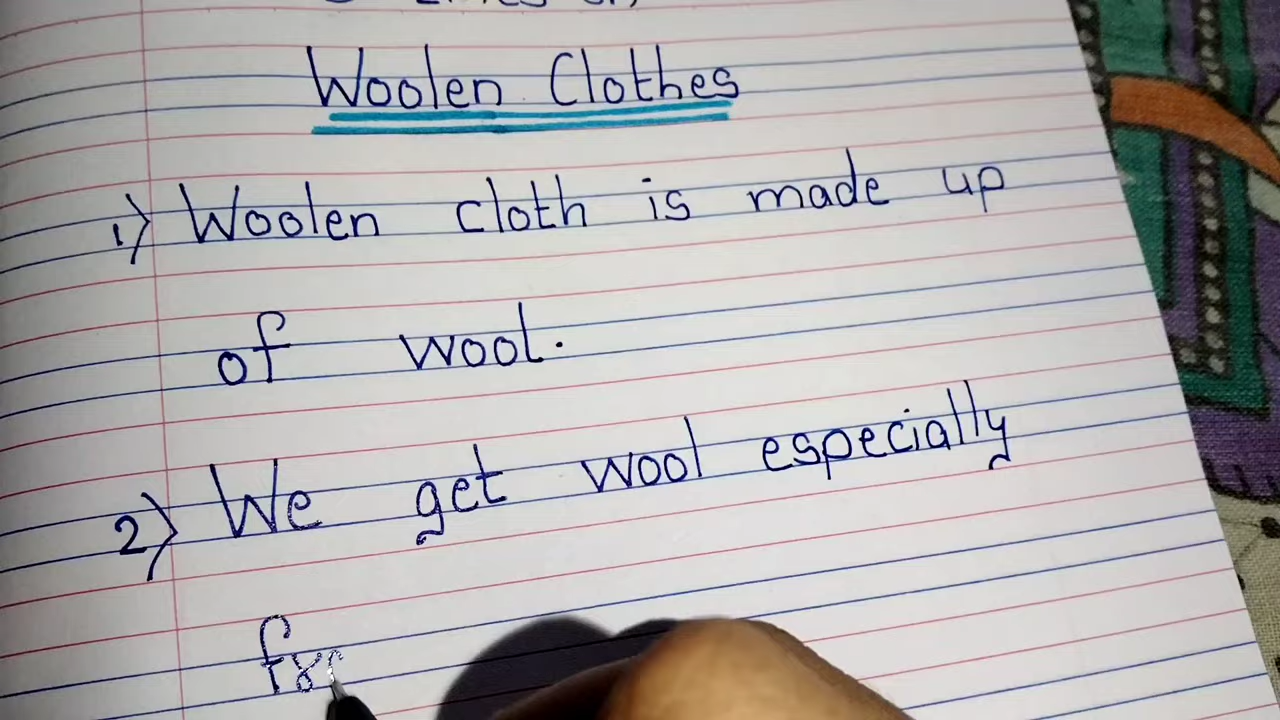 Woolen Clothes
1) Woolen cloth is made up
of wool.
2) We get wool especially